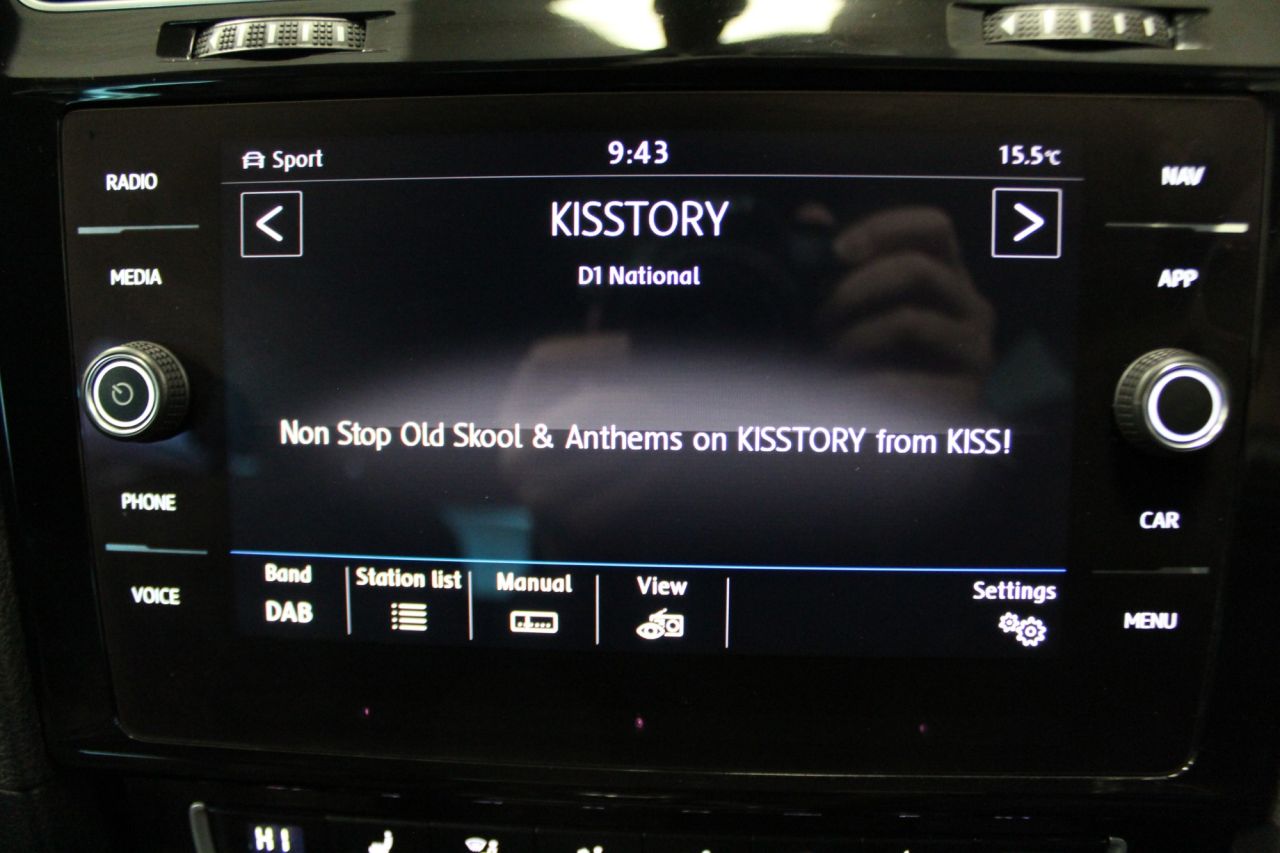 Sport 9:43 15.5°C
RADIO
NAV
KISSTORY
D1 National
MEDIA
APP
Non Stop Old Skool & Anthems on KISSTORY from KISS!
PHONE
CAR
VOICE
MENU
Band Station list Manual View Settings
DAB
HI